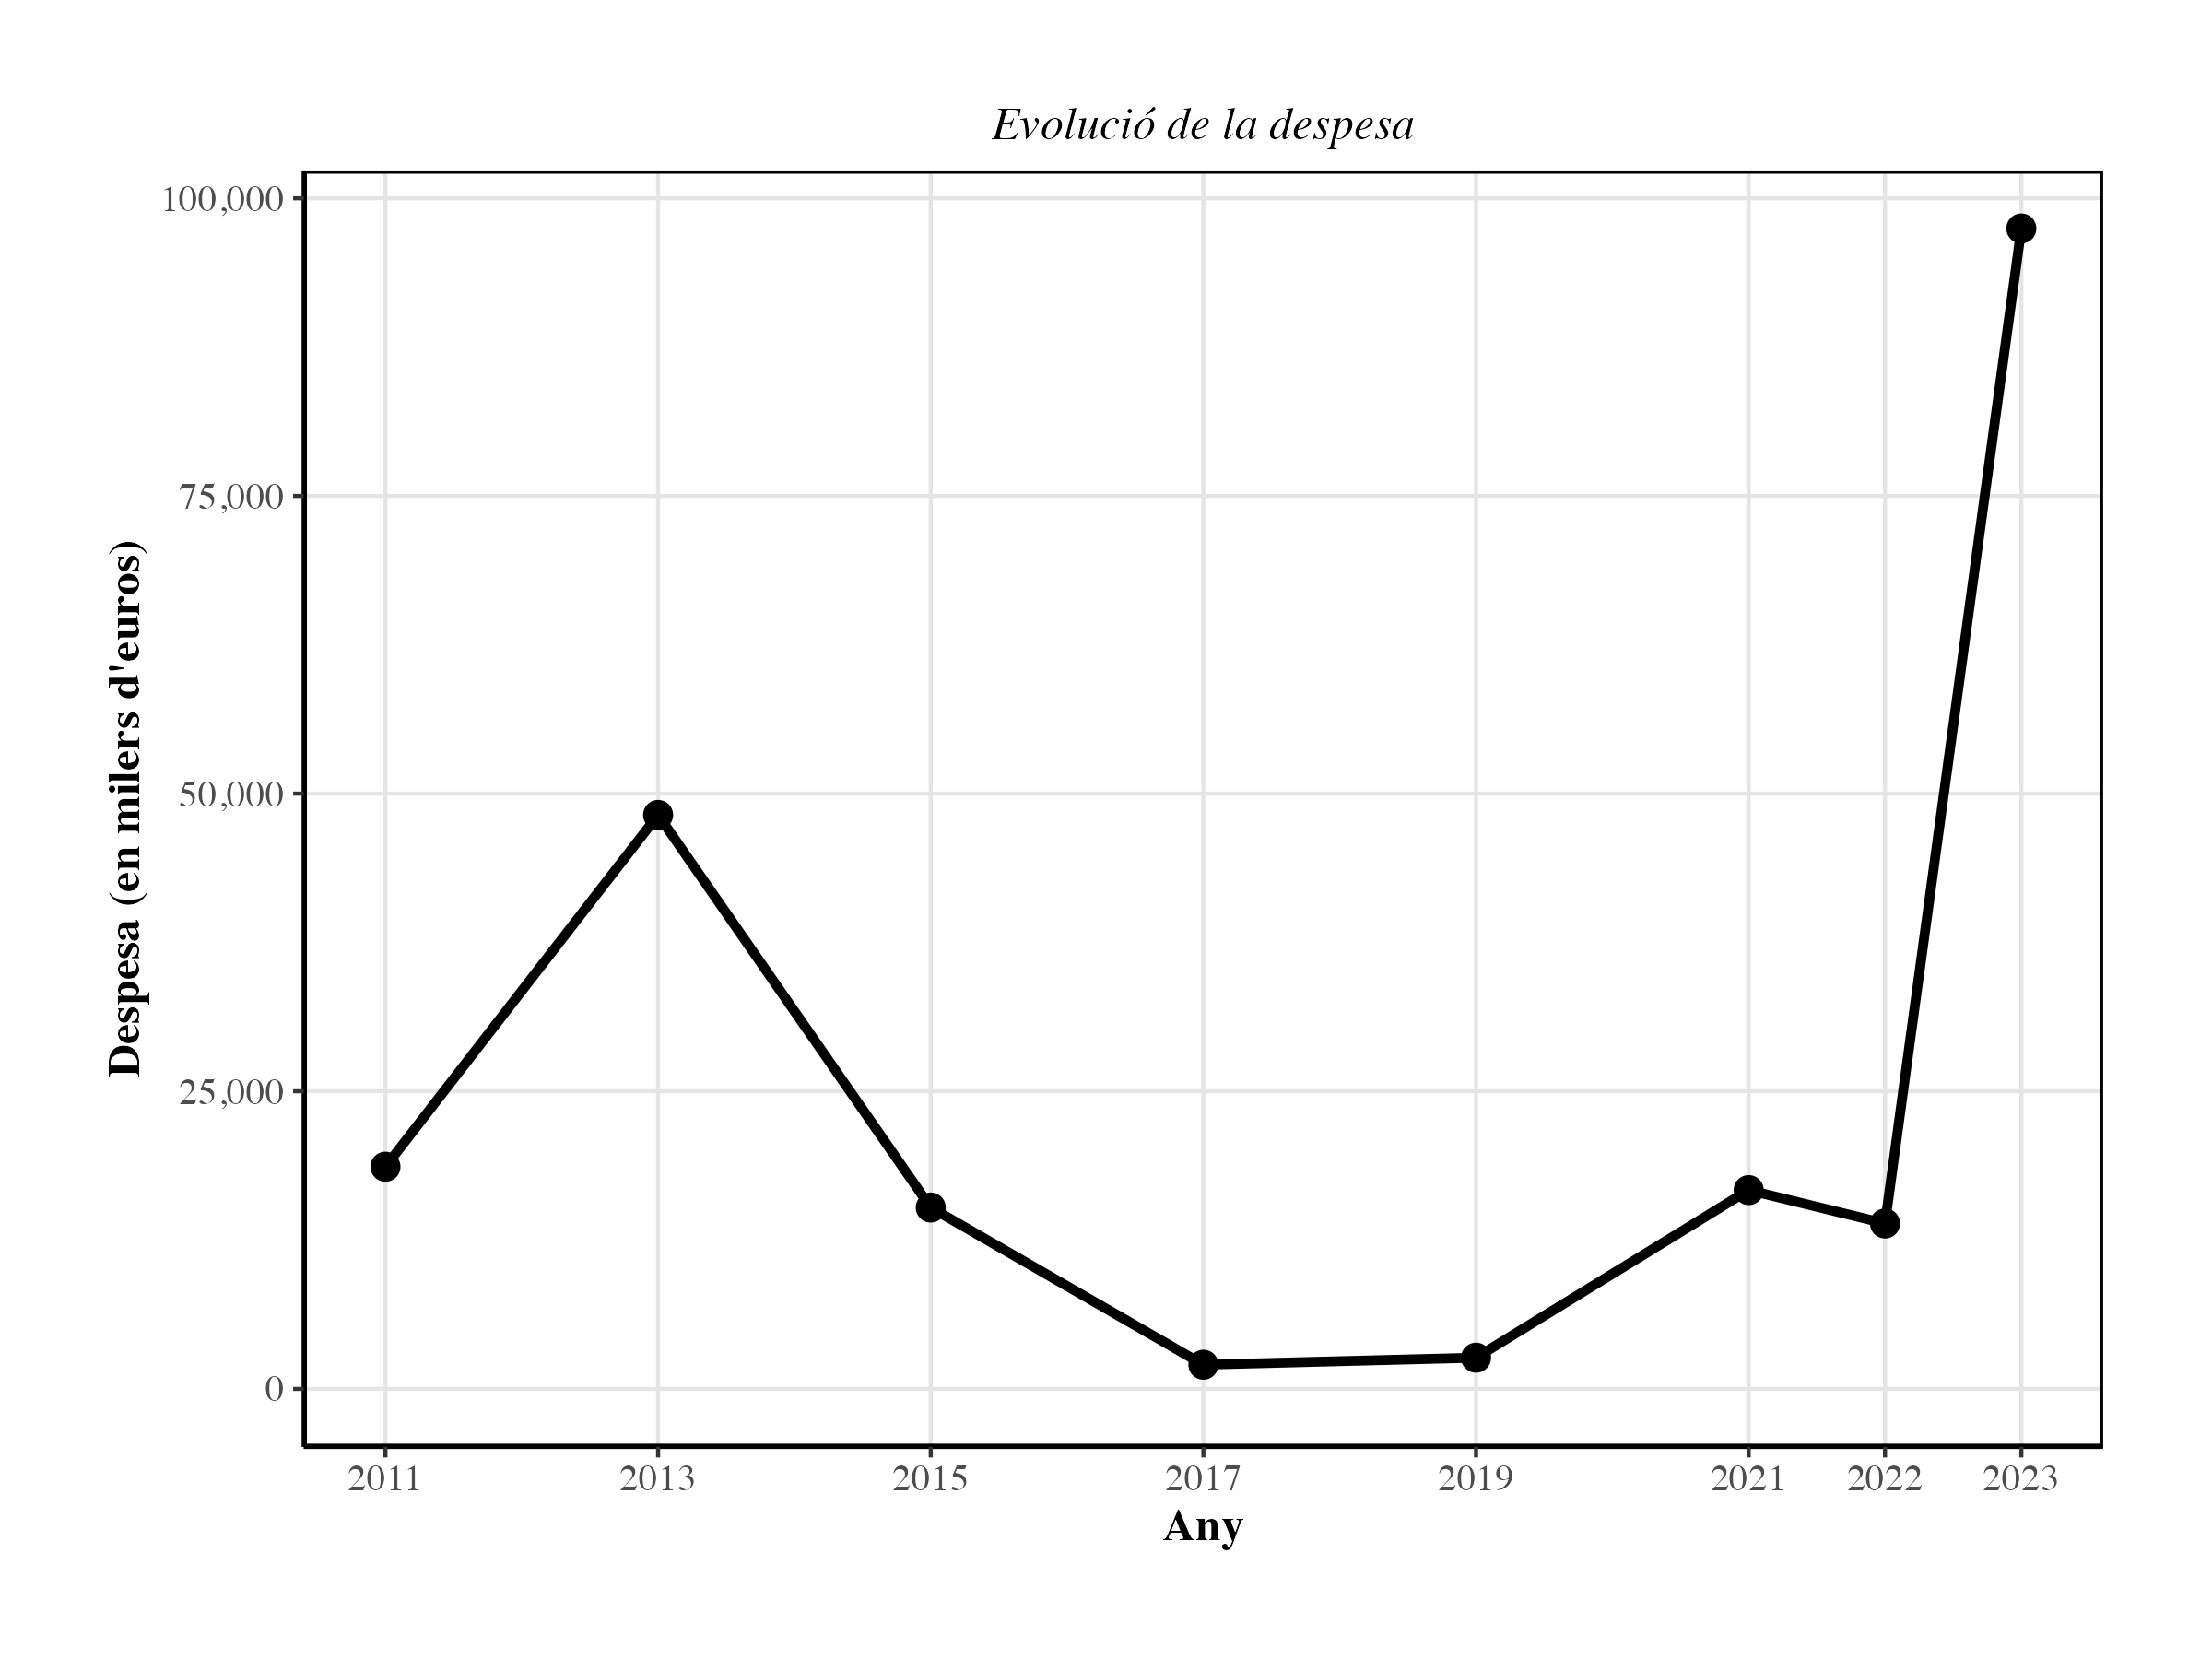 Evolució de la despesa
100,000
75,000
50,000
25,000
0
Despesa (en milers d'euros)
2011 2013 2015 2017 2019 2021 2022 2023
Any